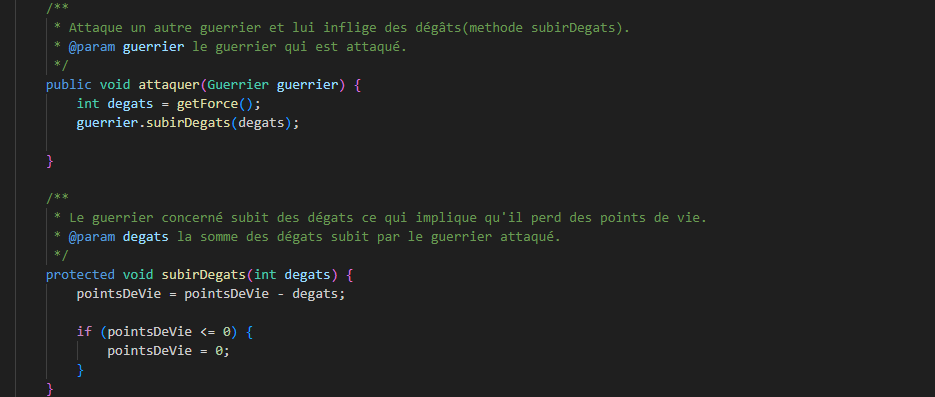 /**
 * Attaque un autre guerrier et lui inflige des dégâts(methode subirDegats).
 * @param guerrier le guerrier qui est attaqué.
 */
public void attaquer(Guerrier guerrier) {
    int degats = getForce();
    guerrier.subirDegats(degats);
}
/**
 * Le guerrier concerné subit des dégats ce qui implique qu'il perd des points de vie.
 * @param degats la somme des dégats subit par le guerrier attaqué.
 */
protected void subirDegats(int degats) {
    pointsDeVie = pointsDeVie - degats;
    if (pointsDeVie <= 0) {
        pointsDeVie = 0;
    }
}